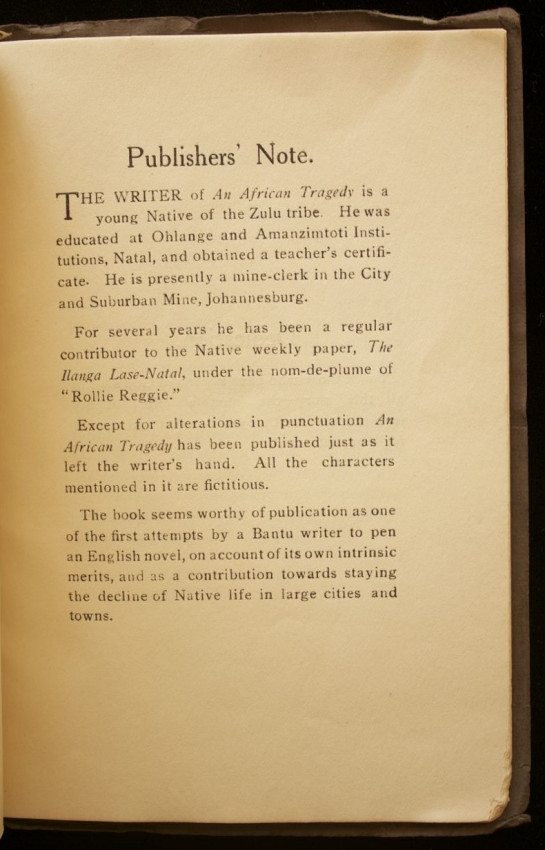 Publishers' Note.
THE WRITER of An African Tragedy is a
young Native of the Zulu tribe. He was
educated at Ohlange and Amanzimtoti Insti-
tutions, Natal, and obtained a teacher's certifi-
cate. He is presently a mine-clerk in the City
and Suburban Mine, Johannesburg.
For several years he has been a regular
contributor to the Native weekly paper, The
Ilanga Lase-Natal, under the nom-de-plume of
"Rollie Reggie."
Except for alterations in punctuation An
African Tragedy has been published just as it
left the writer's hand. All the characters
mentioned in it are fictitious.
The book seems worthy of publication as one
of the first attempts by a Bantu writer to pen
an English novel, on account of its own intrinsic
merits, and as a contribution towards staying
the decline of Native life in large cities and
towns.